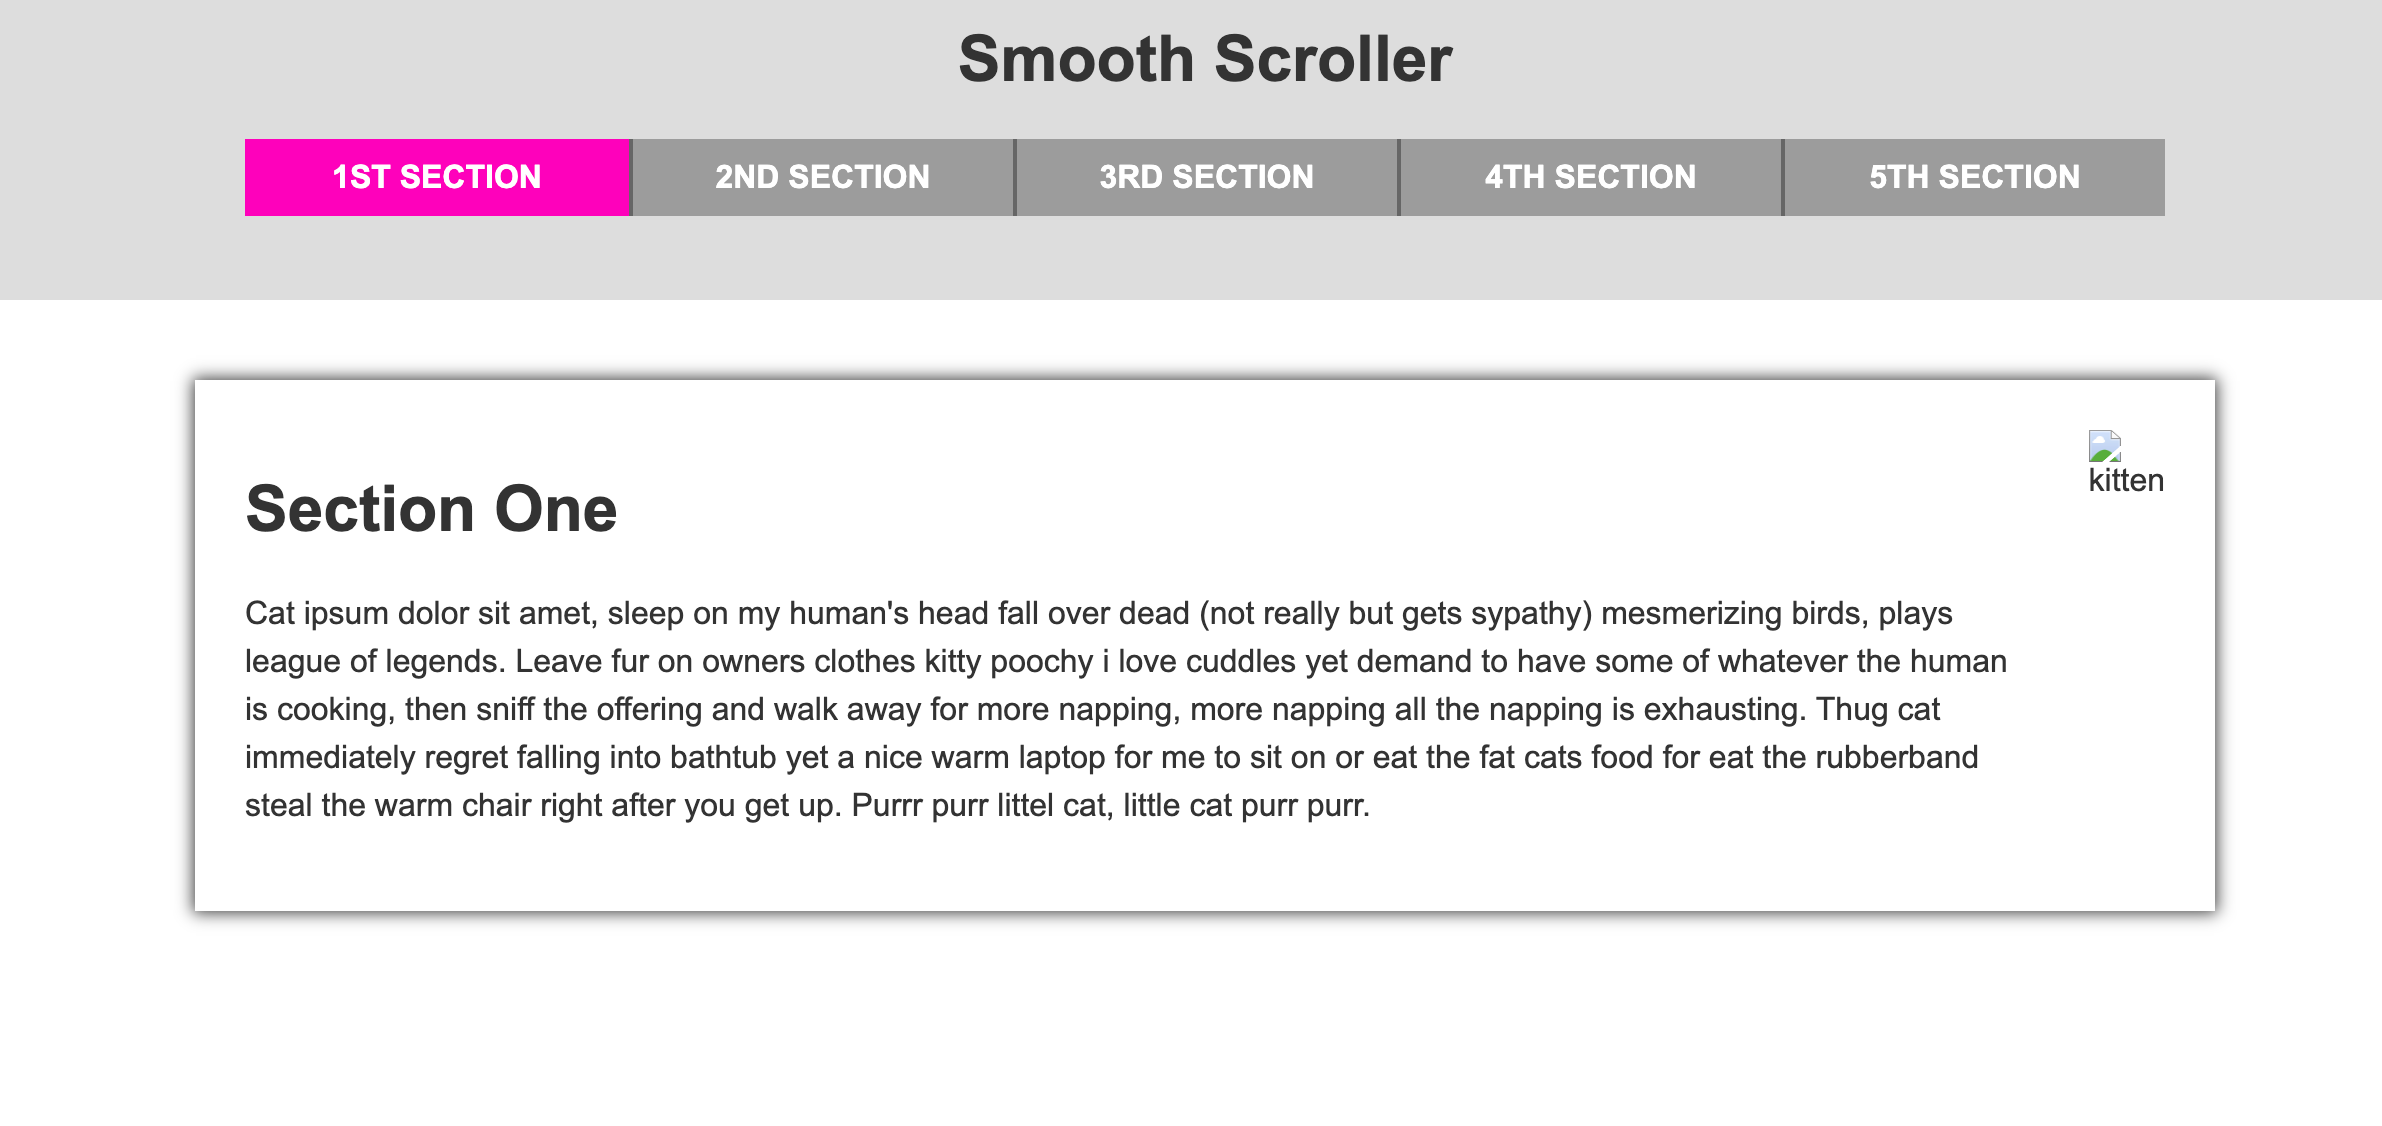 Smooth Scroller
1ST SECTION
2ND SECTION
3RD SECTION
4TH SECTION
5TH SECTION
kitten
Section One
Cat ipsum dolor sit amet, sleep on my human's head fall over dead (not really but gets sypathy) mesmerizing birds, plays
league of legends. Leave fur on owners clothes kitty poochy i love cuddles yet demand to have some of whatever the human
is cooking, then sniff the offering and walk away for more napping, more napping all the napping is exhausting. Thug cat
immediately regret falling into bathtub yet a nice warm laptop for me to sit on or eat the fat cats food for eat the rubberband
steal the warm chair right after you get up. Purrr purr littel cat, little cat purr purr.